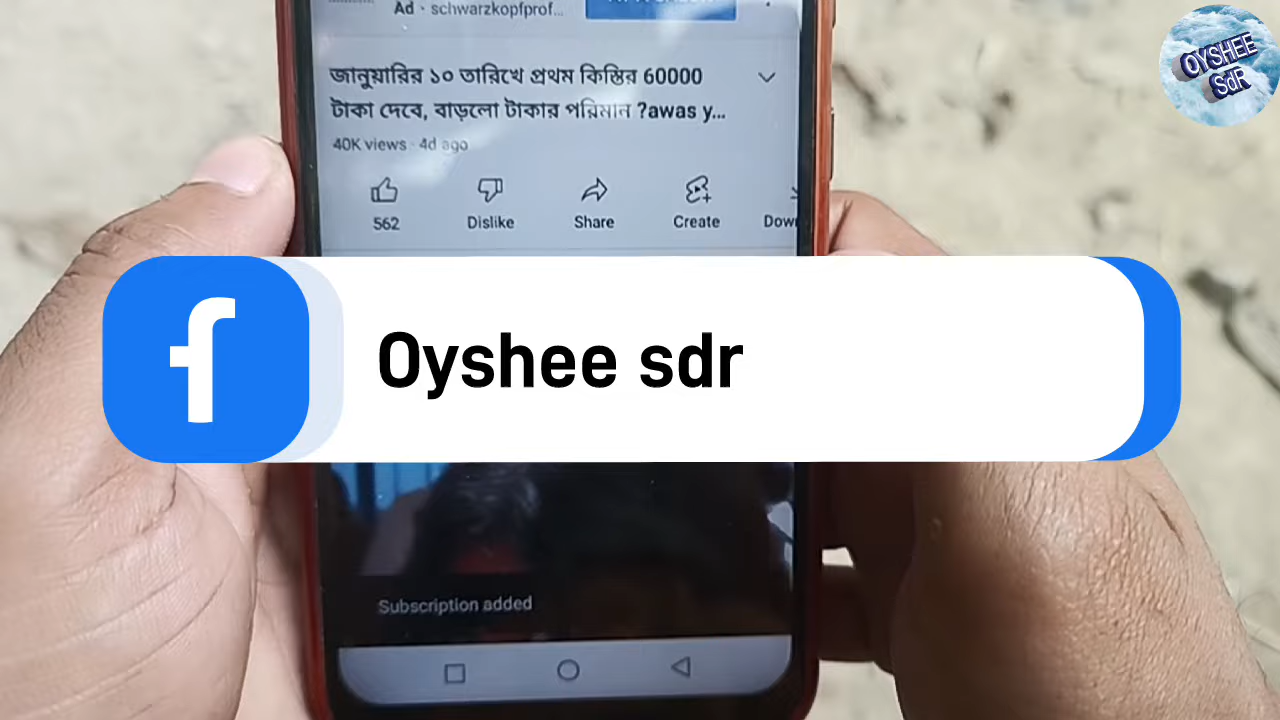 Ad · schwarzkopfprof...
OYSHEE
SdR
জানুয়ারির ১০ তারিখে প্রথম কিস্তির 60000
টাকা দেবে, বাড়লো টাকার পরিমান ?awas y...
40K views · 4d ago
562
Dislike
Share
Create
Down
f
Oyshee sdr
Subscription added